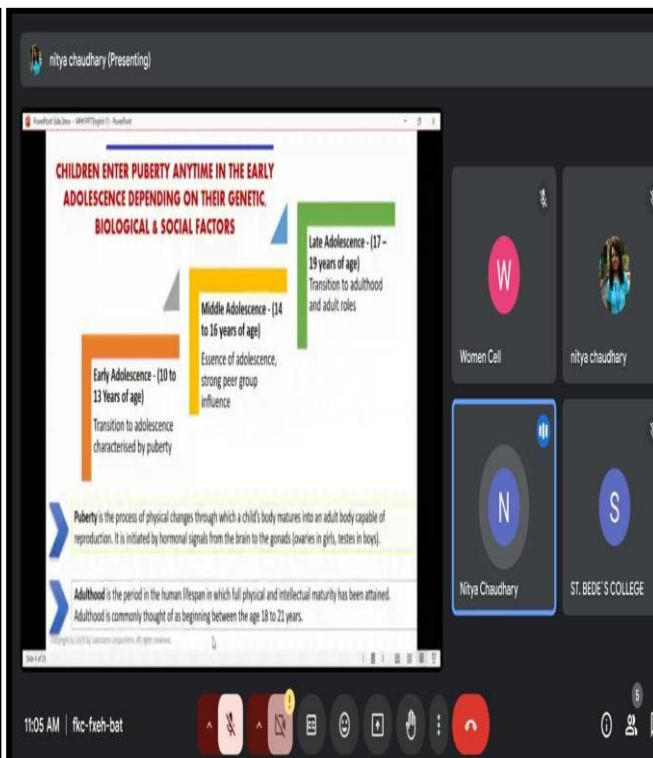 nitya chaudhary (Presenting)
CHILDREN ENTER PUBERTY ANYTIME IN THE EARLY
ADOLESCENCE DEPENDING ON THEIR GENETIC,
BIOLOGICAL & SOCIAL FACTORS
Late Adolescence - (17 –
19 years of age)
Transition to adulthood
and adult roles
Middle Adolescence - (14
to 16 years of age)
Essence of adolescence,
strong peer group
influence
Early Adolescence - (10 to
13 Years of age)
Transition to adolescence
characterised by puberty
Puberty is the process of physical changes through which a child's body matures into an adult body capable of
reproduction. It is initiated by hormonal signals from the brain to the gonads (ovaries in girls, testes in boys).
Adulthood is the period in the human lifespan in which full physical and intellectual maturity has been attained.
Adulthood is commonly thought of as beginning between the age 18 to 21 years.
W
Women Cell
nitya chaudhary
N
Nitya Chaudhary
S
ST. BEDE`S COLLEGE
11:05 AM | fkc-fxeh-bat
5